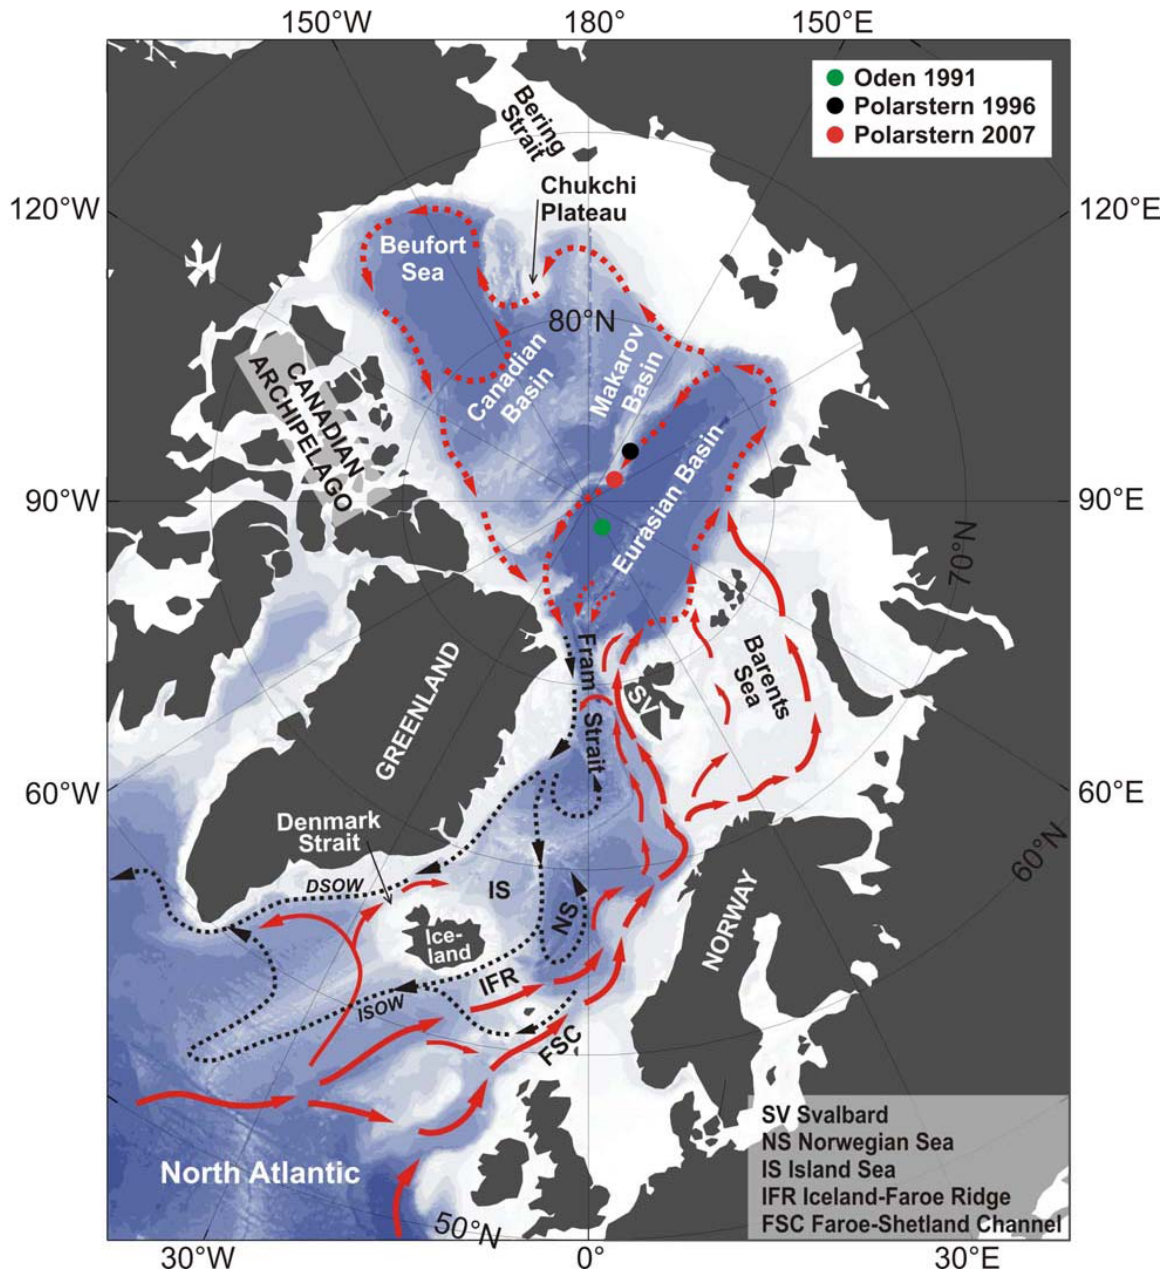 150°W
180°
150°E
Oden 1991
Polarstern 1996
Polarstern 2007
Bering
Strait
Chukchi
Plateau
120°W
120°E
Beufort
Sea
80°N
Canadian
Basin
Makarov
Basin
CANADIAN
ARCHIPELAGO
Eurasian Basin
90°W
90°E
70°N
Fram
Strait
SV
Barents
Sea
GREENLAND
60°W
60°E
Denmark
Strait
60°N
DSOW
IS
NS
NORWAY
Ice-
land
IFR
ISOW
FSC
North Atlantic
SV Svalbard
NS Norwegian Sea
IS Island Sea
IFR Iceland-Faroe Ridge
FSC Faroe-Shetland Channel
50°N
30°W
0°
30°E